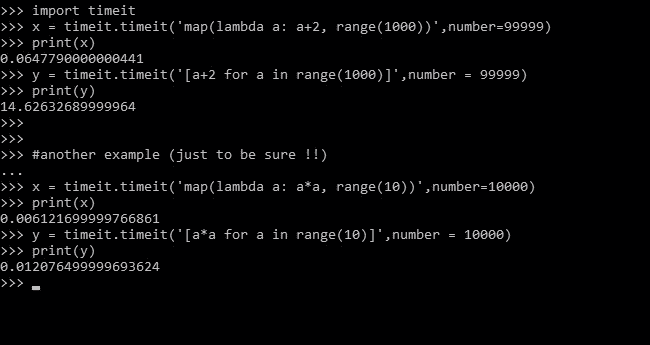 >>> import timeit
>>> x = timeit.timeit('map(lambda a: a+2, range(1000))',number=99999)
>>> print(x)
0.0647790000000441
>>> y = timeit.timeit('[a+2 for a in range(1000)]',number = 99999)
>>> print(y)
14.62632689999964
>>>
>>>
>>> #another example (just to be sure !!)
...
>>> x = timeit.timeit('map(lambda a: a*a, range(10))',number=10000)
>>> print(x)
0.006121699999766861
>>> y = timeit.timeit('[a*a for a in range(10)]',number = 10000)
>>> print(y)
0.012076499999693624
>>>